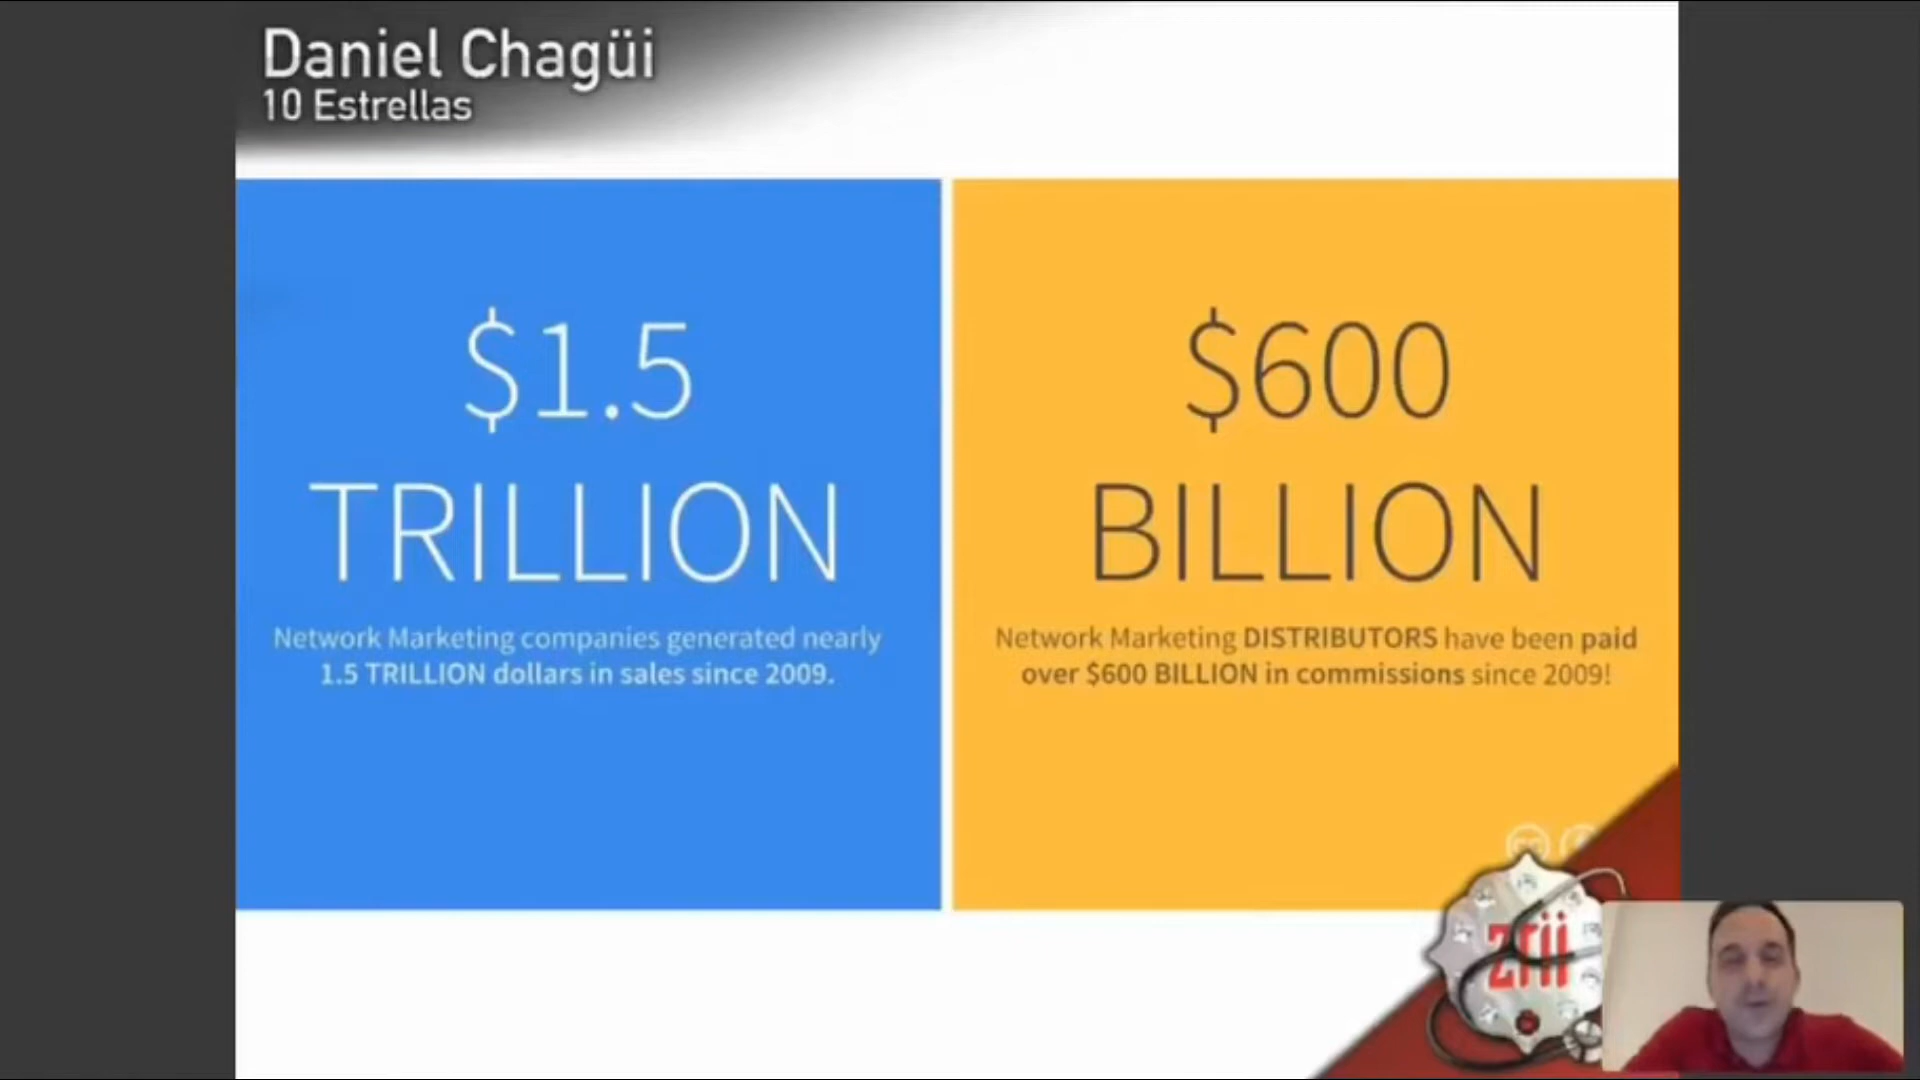 Daniel Chagüi
10 Estrellas
$1.5
TRILLION
Network Marketing companies generated nearly
1.5 TRILLION dollars in sales since 2009.
$600
BILLION
Network Marketing DISTRIBUTORS have been paid
over $600 BILLION in commissions since 2009!
zrii